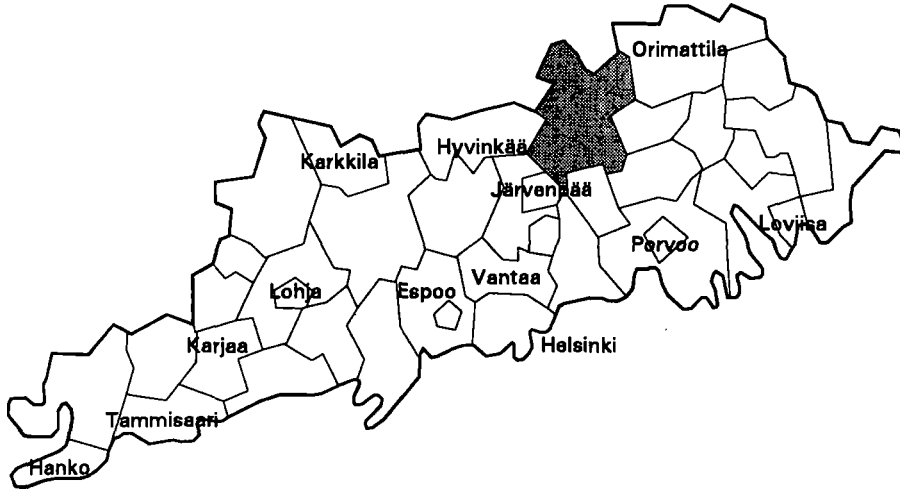 Orimattila
Hyvinkää
Karkkila
Järvenpää
Loviisa
Porvoo
Vantaa
Espoo
Lohja
Helsinki
Karjaa
Tammisaari
Hanko